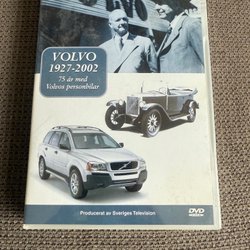 VOLVO
1927-2002
75 år med
Volvos personbilar
Producerat av Sveriges Television
DVD